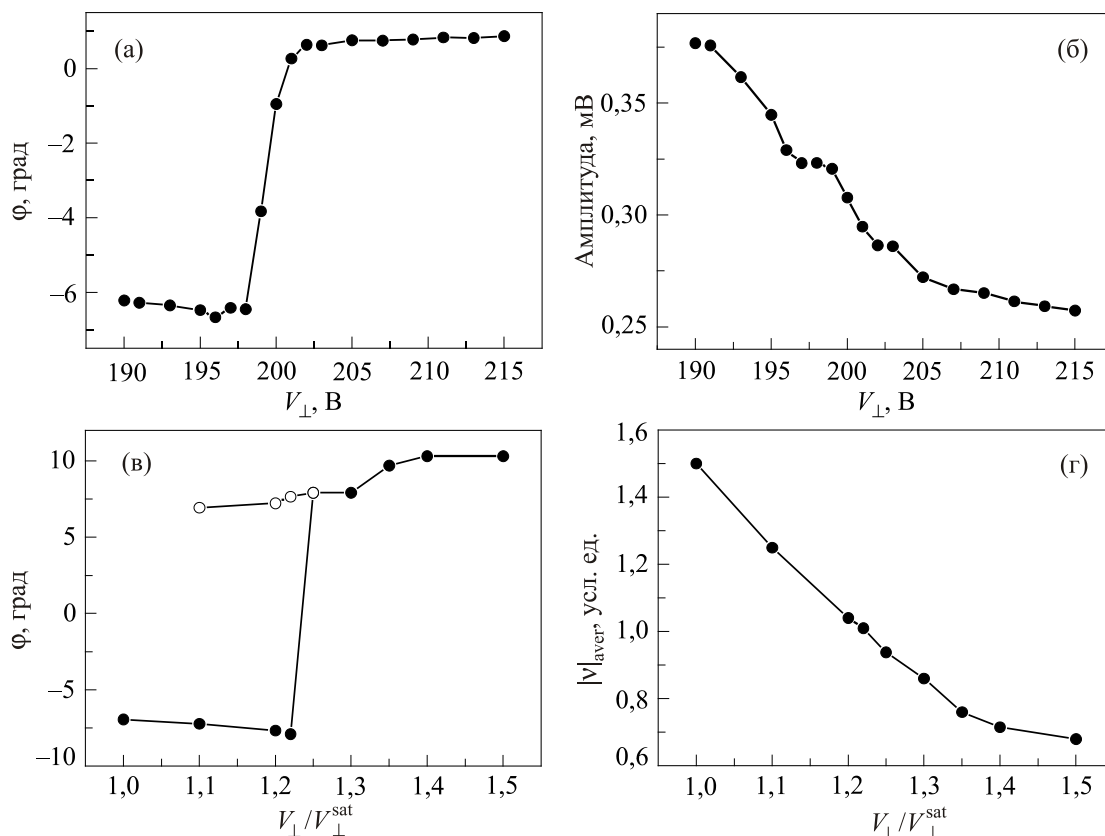 (а)
φ, град
0
–2
–4
–6
190 195 200 205 210 215
V⊥, В
(б)
Амплитуда, мВ
0,35
0,30
0,25
190 195 200 205 210 215
V⊥, В
(в)
φ, град
10
5
0
–5
–10
1,0 1,1 1,2 1,3 1,4 1,5
V⊥/V⊥^sat
(г)
|v|aver, усл. ед.
1,6
1,4
1,2
1,0
0,8
0,6
1,0 1,1 1,2 1,3 1,4 1,5
V⊥/V⊥^sat